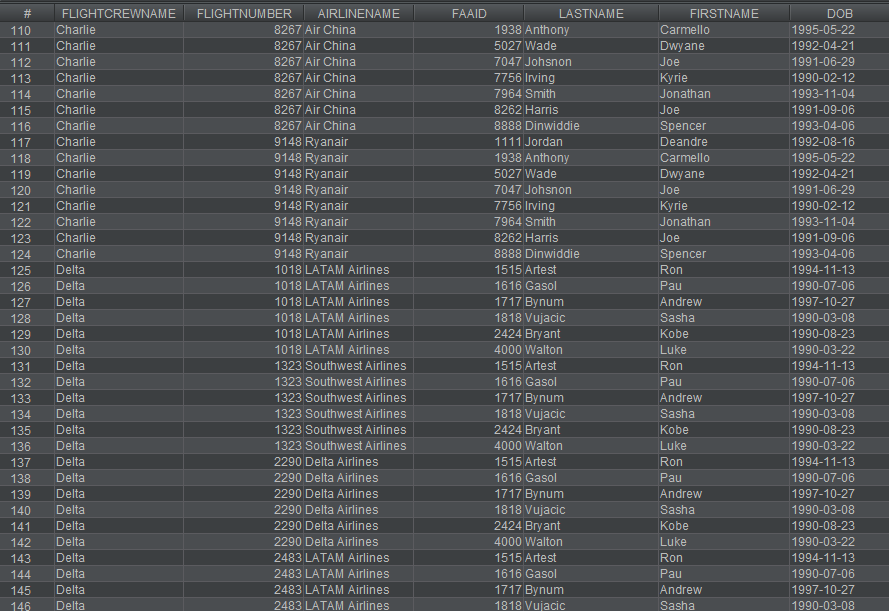 # FLIGHTCREWNAME FLIGHTNUMBER AIRLINENAME FAAID LASTNAME FIRSTNAME DOB
110 Charlie 8267 Air China 1938 Anthony Carmello 1995-05-22
111 Charlie 8267 Air China 5027 Wade Dwyane 1992-04-21
112 Charlie 8267 Air China 7047 Johsnon Joe 1991-06-29
113 Charlie 8267 Air China 7756 Irving Kyrie 1990-02-12
114 Charlie 8267 Air China 7964 Smith Jonathan 1993-11-04
115 Charlie 8267 Air China 8262 Harris Joe 1991-09-06
116 Charlie 8267 Air China 8888 Dinwiddie Spencer 1993-04-06
117 Charlie 9148 Ryanair 1111 Jordan Deandre 1992-08-16
118 Charlie 9148 Ryanair 1938 Anthony Carmello 1995-05-22
119 Charlie 9148 Ryanair 5027 Wade Dwyane 1992-04-21
120 Charlie 9148 Ryanair 7047 Johsnon Joe 1991-06-29
121 Charlie 9148 Ryanair 7756 Irving Kyrie 1990-02-12
122 Charlie 9148 Ryanair 7964 Smith Jonathan 1993-11-04
123 Charlie 9148 Ryanair 8262 Harris Joe 1991-09-06
124 Charlie 9148 Ryanair 8888 Dinwiddie Spencer 1993-04-06
125 Delta 1018 LATAM Airlines 1515 Artest Ron 1994-11-13
126 Delta 1018 LATAM Airlines 1616 Gasol Pau 1990-07-06
127 Delta 1018 LATAM Airlines 1717 Bynum Andrew 1997-10-27
128 Delta 1018 LATAM Airlines 1818 Vujacic Sasha 1990-03-08
129 Delta 1018 LATAM Airlines 2424 Bryant Kobe 1990-08-23
130 Delta 1018 LATAM Airlines 4000 Walton Luke 1990-03-22
131 Delta 1323 Southwest Airlines 1515 Artest Ron 1994-11-13
132 Delta 1323 Southwest Airlines 1616 Gasol Pau 1990-07-06
133 Delta 1323 Southwest Airlines 1717 Bynum Andrew 1997-10-27
134 Delta 1323 Southwest Airlines 1818 Vujacic Sasha 1990-03-08
135 Delta 1323 Southwest Airlines 2424 Bryant Kobe 1990-08-23
136 Delta 1323 Southwest Airlines 4000 Walton Luke 1990-03-22
137 Delta 2290 Delta Airlines 1515 Artest Ron 1994-11-13
138 Delta 2290 Delta Airlines 1616 Gasol Pau 1990-07-06
139 Delta 2290 Delta Airlines 1717 Bynum Andrew 1997-10-27
140 Delta 2290 Delta Airlines 1818 Vujacic Sasha 1990-03-08
141 Delta 2290 Delta Airlines 2424 Bryant Kobe 1990-08-23
142 Delta 2290 Delta Airlines 4000 Walton Luke 1990-03-22
143 Delta 2483 LATAM Airlines 1515 Artest Ron 1994-11-13
144 Delta 2483 LATAM Airlines 1616 Gasol Pau 1990-07-06
145 Delta 2483 LATAM Airlines 1717 Bynum Andrew 1997-10-27
146 Delta 2483 LATAM Airlines 1818 Vujacic Sasha 1990-03-08